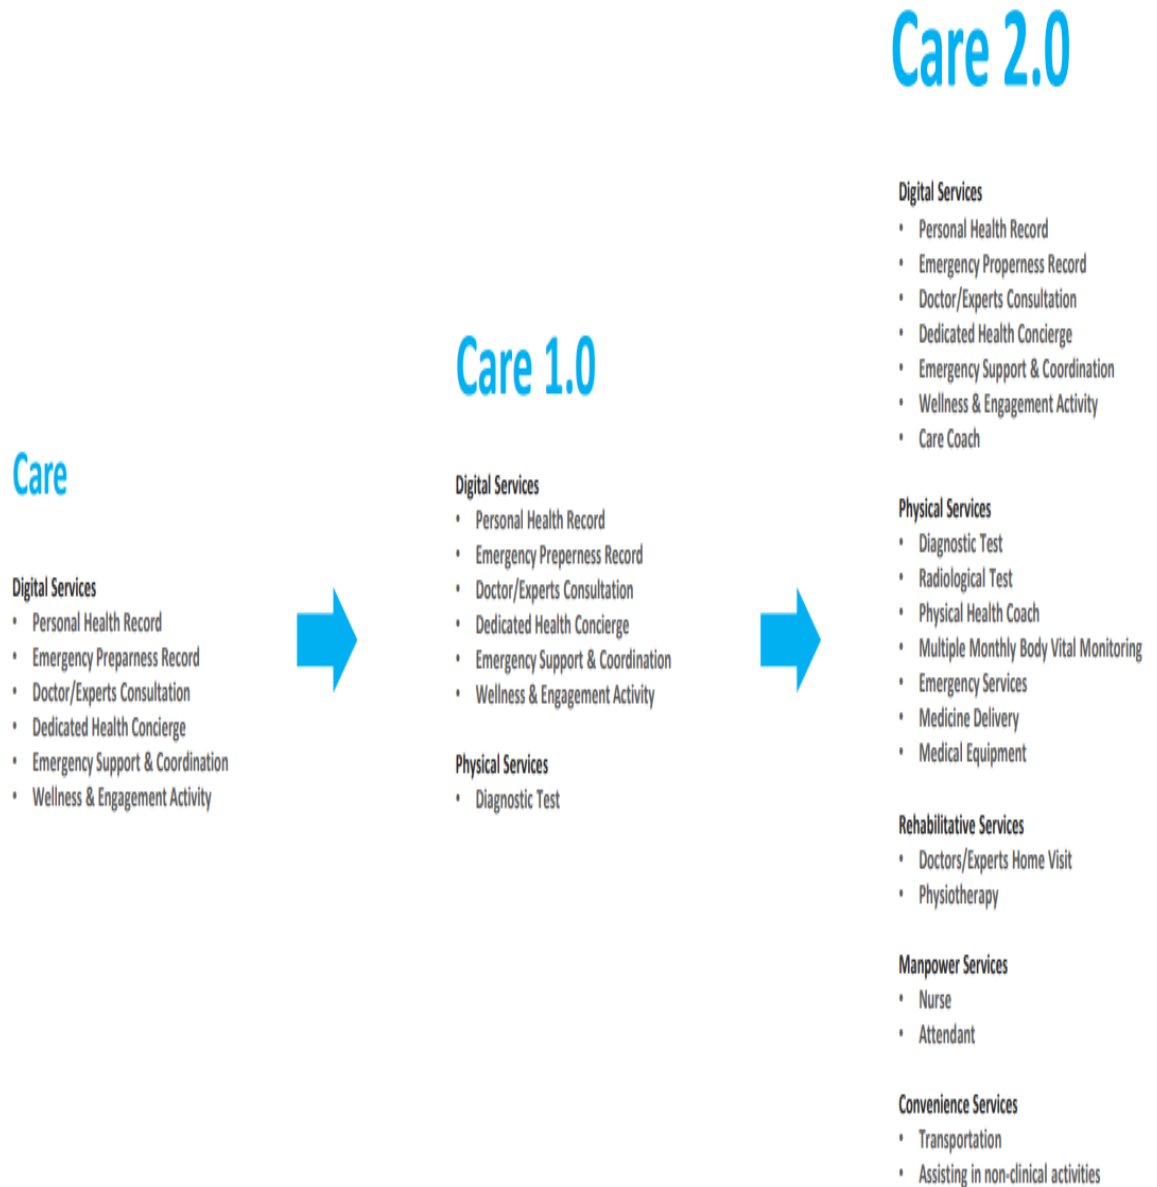 Care
Digital Services
• Personal Health Record
• Emergency Preparness Record
• Doctor/Experts Consultation
• Dedicated Health Concierge
• Emergency Support & Coordination
• Wellness & Engagement Activity
Care 1.0
Digital Services
• Personal Health Record
• Emergency Preperness Record
• Doctor/Experts Consultation
• Dedicated Health Concierge
• Emergency Support & Coordination
• Wellness & Engagement Activity
Physical Services
• Diagnostic Test
Care 2.0
Digital Services
• Personal Health Record
• Emergency Properness Record
• Doctor/Experts Consultation
• Dedicated Health Concierge
• Emergency Support & Coordination
• Wellness & Engagement Activity
• Care Coach
Physical Services
• Diagnostic Test
• Radiological Test
• Physical Health Coach
• Multiple Monthly Body Vital Monitoring
• Emergency Services
• Medicine Delivery
• Medical Equipment
Rehabilitative Services
• Doctors/Experts Home Visit
• Physiotherapy
Manpower Services
• Nurse
• Attendant
Convenience Services
• Transportation
• Assisting in non-clinical activities